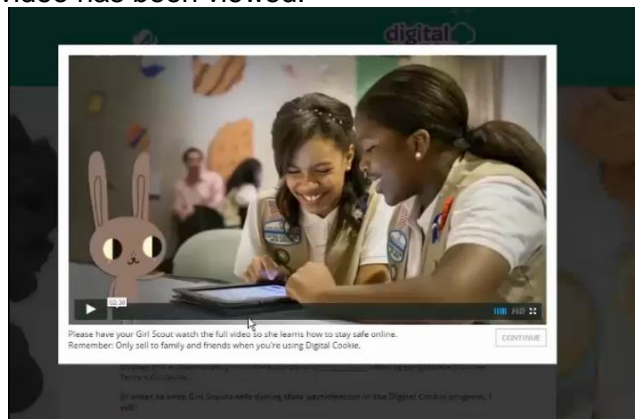 video has been viewed.
digital
02:36
HD
Please have your Girl Scout watch the full video so she learns how to stay safe online.
Remember: Only sell to family and friends when you're using Digital Cookie.
CONTINUE
In order to keep Girl Scouts safe during their participation in the Digital Cookie program, I
will: